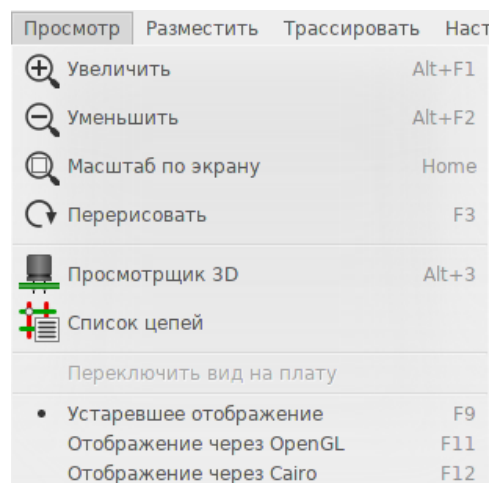 Просмотр Разместить Трассировать Наст
Увеличить Alt+F1
Уменьшить Alt+F2
Масштаб по экрану Home
Перерисовать F3
Просмотрщик 3D Alt+3
Список цепей
Переключить вид на плату
• Устаревшее отображение F9
Отображение через OpenGL F11
Отображение через Cairo F12